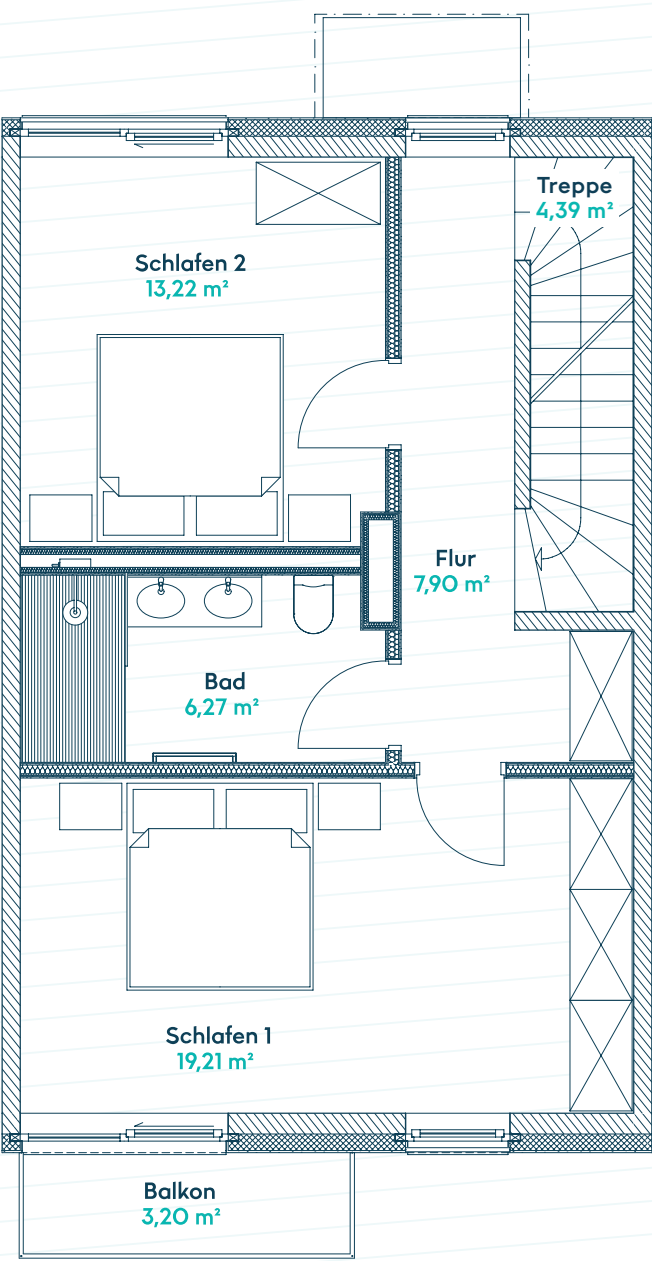 Treppe
4,39 m²
Schlafen 2
13,22 m²
Flur
7,90 m²
Bad
6,27 m²
Schlafen 1
19,21 m²
Balkon
3,20 m²